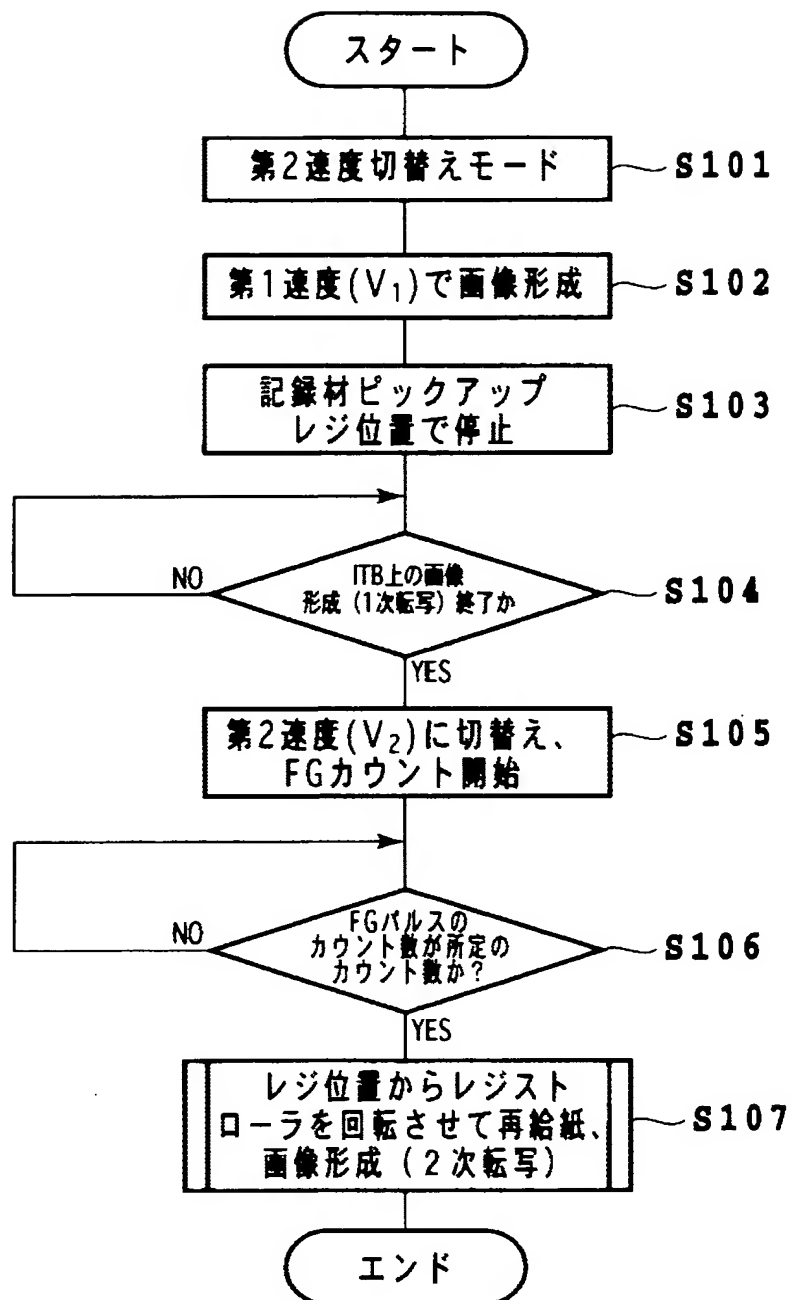 スタート
第2速度切替えモード
S101
第1速度(V1)で画像形成
S102
記録材ピックアップ
レジ位置で停止
S103
ITB上の画像
形成(1次転写)終了か
S104
NO
YES
第2速度(V2)に切替え、
FGカウント開始
S105
FGパルスの
カウント数が所定の
カウント数か?
S106
NO
YES
レジ位置からレジスト
ローラを回転させて再給紙、
画像形成(2次転写)
S107
エンド